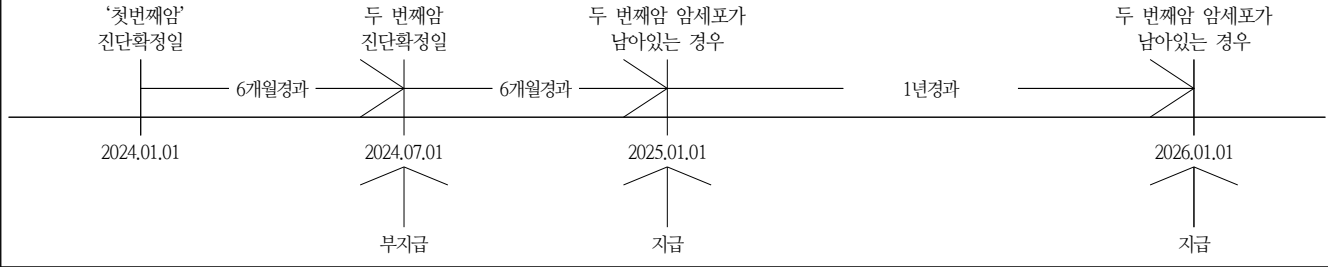 ‘첫번째암’
진단확정일
두 번째암
진단확정일
두 번째암 암세포가
남아있는 경우
두 번째암 암세포가
남아있는 경우
6개월경과
6개월경과
1년경과
2024.01.01
2024.07.01
2025.01.01
2026.01.01
부지급
지급
지급